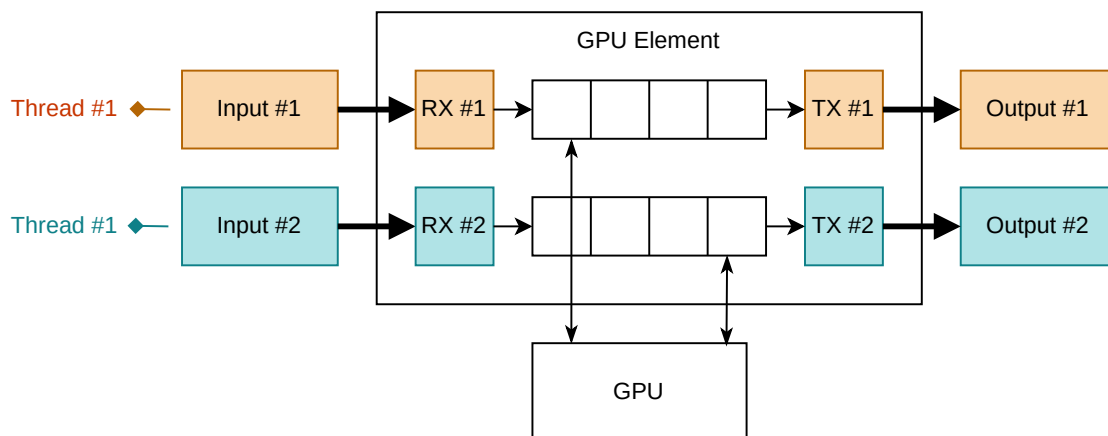 GPU Element
Thread #1
Input #1
RX #1
TX #1
Output #1
Thread #1
Input #2
RX #2
TX #2
Output #2
GPU